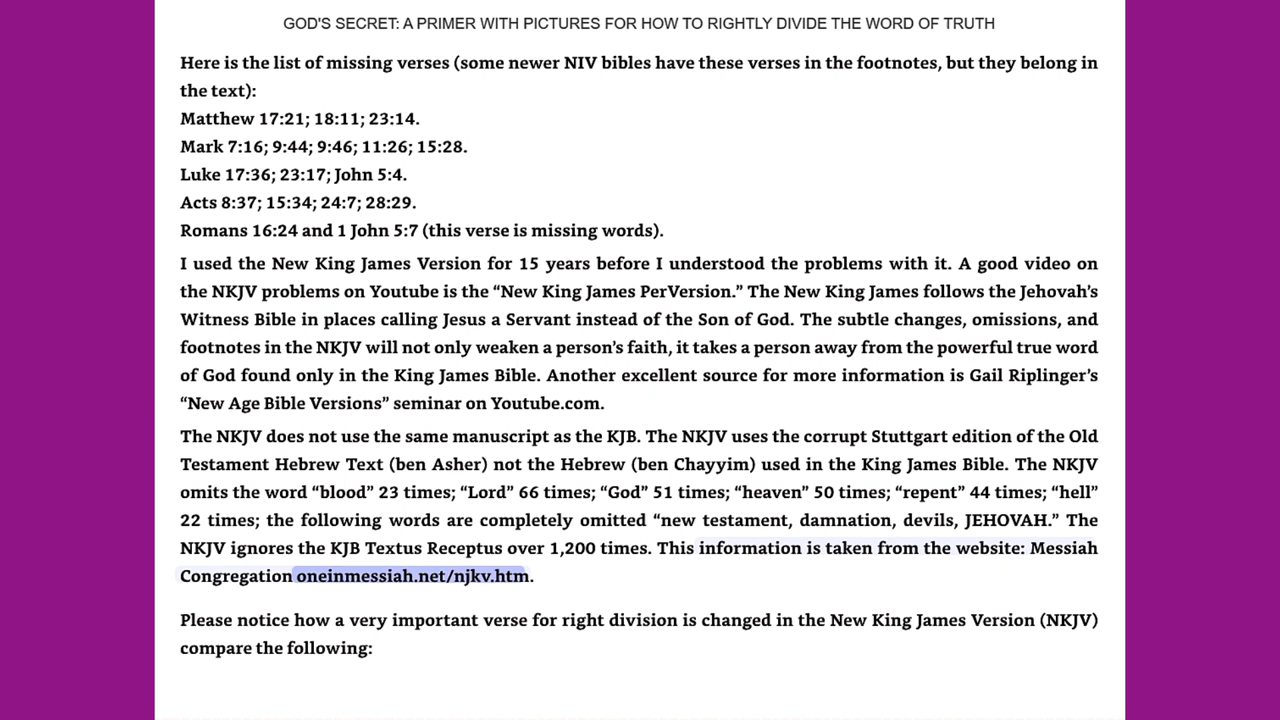 GOD'S SECRET: A PRIMER WITH PICTURES FOR HOW TO RIGHTLY DIVIDE THE WORD OF TRUTH
Here is the list of missing verses (some newer NIV bibles have these verses in the footnotes, but they belong in
the text):
Matthew 17:21; 18:11; 23:14.
Mark 7:16; 9:44; 9:46; 11:26; 15:28.
Luke 17:36; 23:17; John 5:4.
Acts 8:37; 15:34; 24:7; 28:29.
Romans 16:24 and 1 John 5:7 (this verse is missing words).
I used the New King James Version for 15 years before I understood the problems with it. A good video on
the NKJV problems on Youtube is the “New King James PerVersion.” The New King James follows the Jehovah’s
Witness Bible in places calling Jesus a Servant instead of the Son of God. The subtle changes, omissions, and
footnotes in the NKJV will not only weaken a person’s faith, it takes a person away from the powerful true word
of God found only in the King James Bible. Another excellent source for more information is Gail Riplinger’s
“New Age Bible Versions” seminar on Youtube.com.
The NKJV does not use the same manuscript as the KJB. The NKJV uses the corrupt Stuttgart edition of the Old
Testament Hebrew Text (ben Asher) not the Hebrew (ben Chayyim) used in the King James Bible. The NKJV
omits the word “blood” 23 times; “Lord” 66 times; “God” 51 times; “heaven” 50 times; “repent” 44 times; “hell”
22 times; the following words are completely omitted “new testament, damnation, devils, JEHOVAH.” The
NKJV ignores the KJB Textus Receptus over 1,200 times. This information is taken from the website: Messiah
Congregation oneinmessiah.net/njkv.htm.
Please notice how a very important verse for right division is changed in the New King James Version (NKJV)
compare the following: